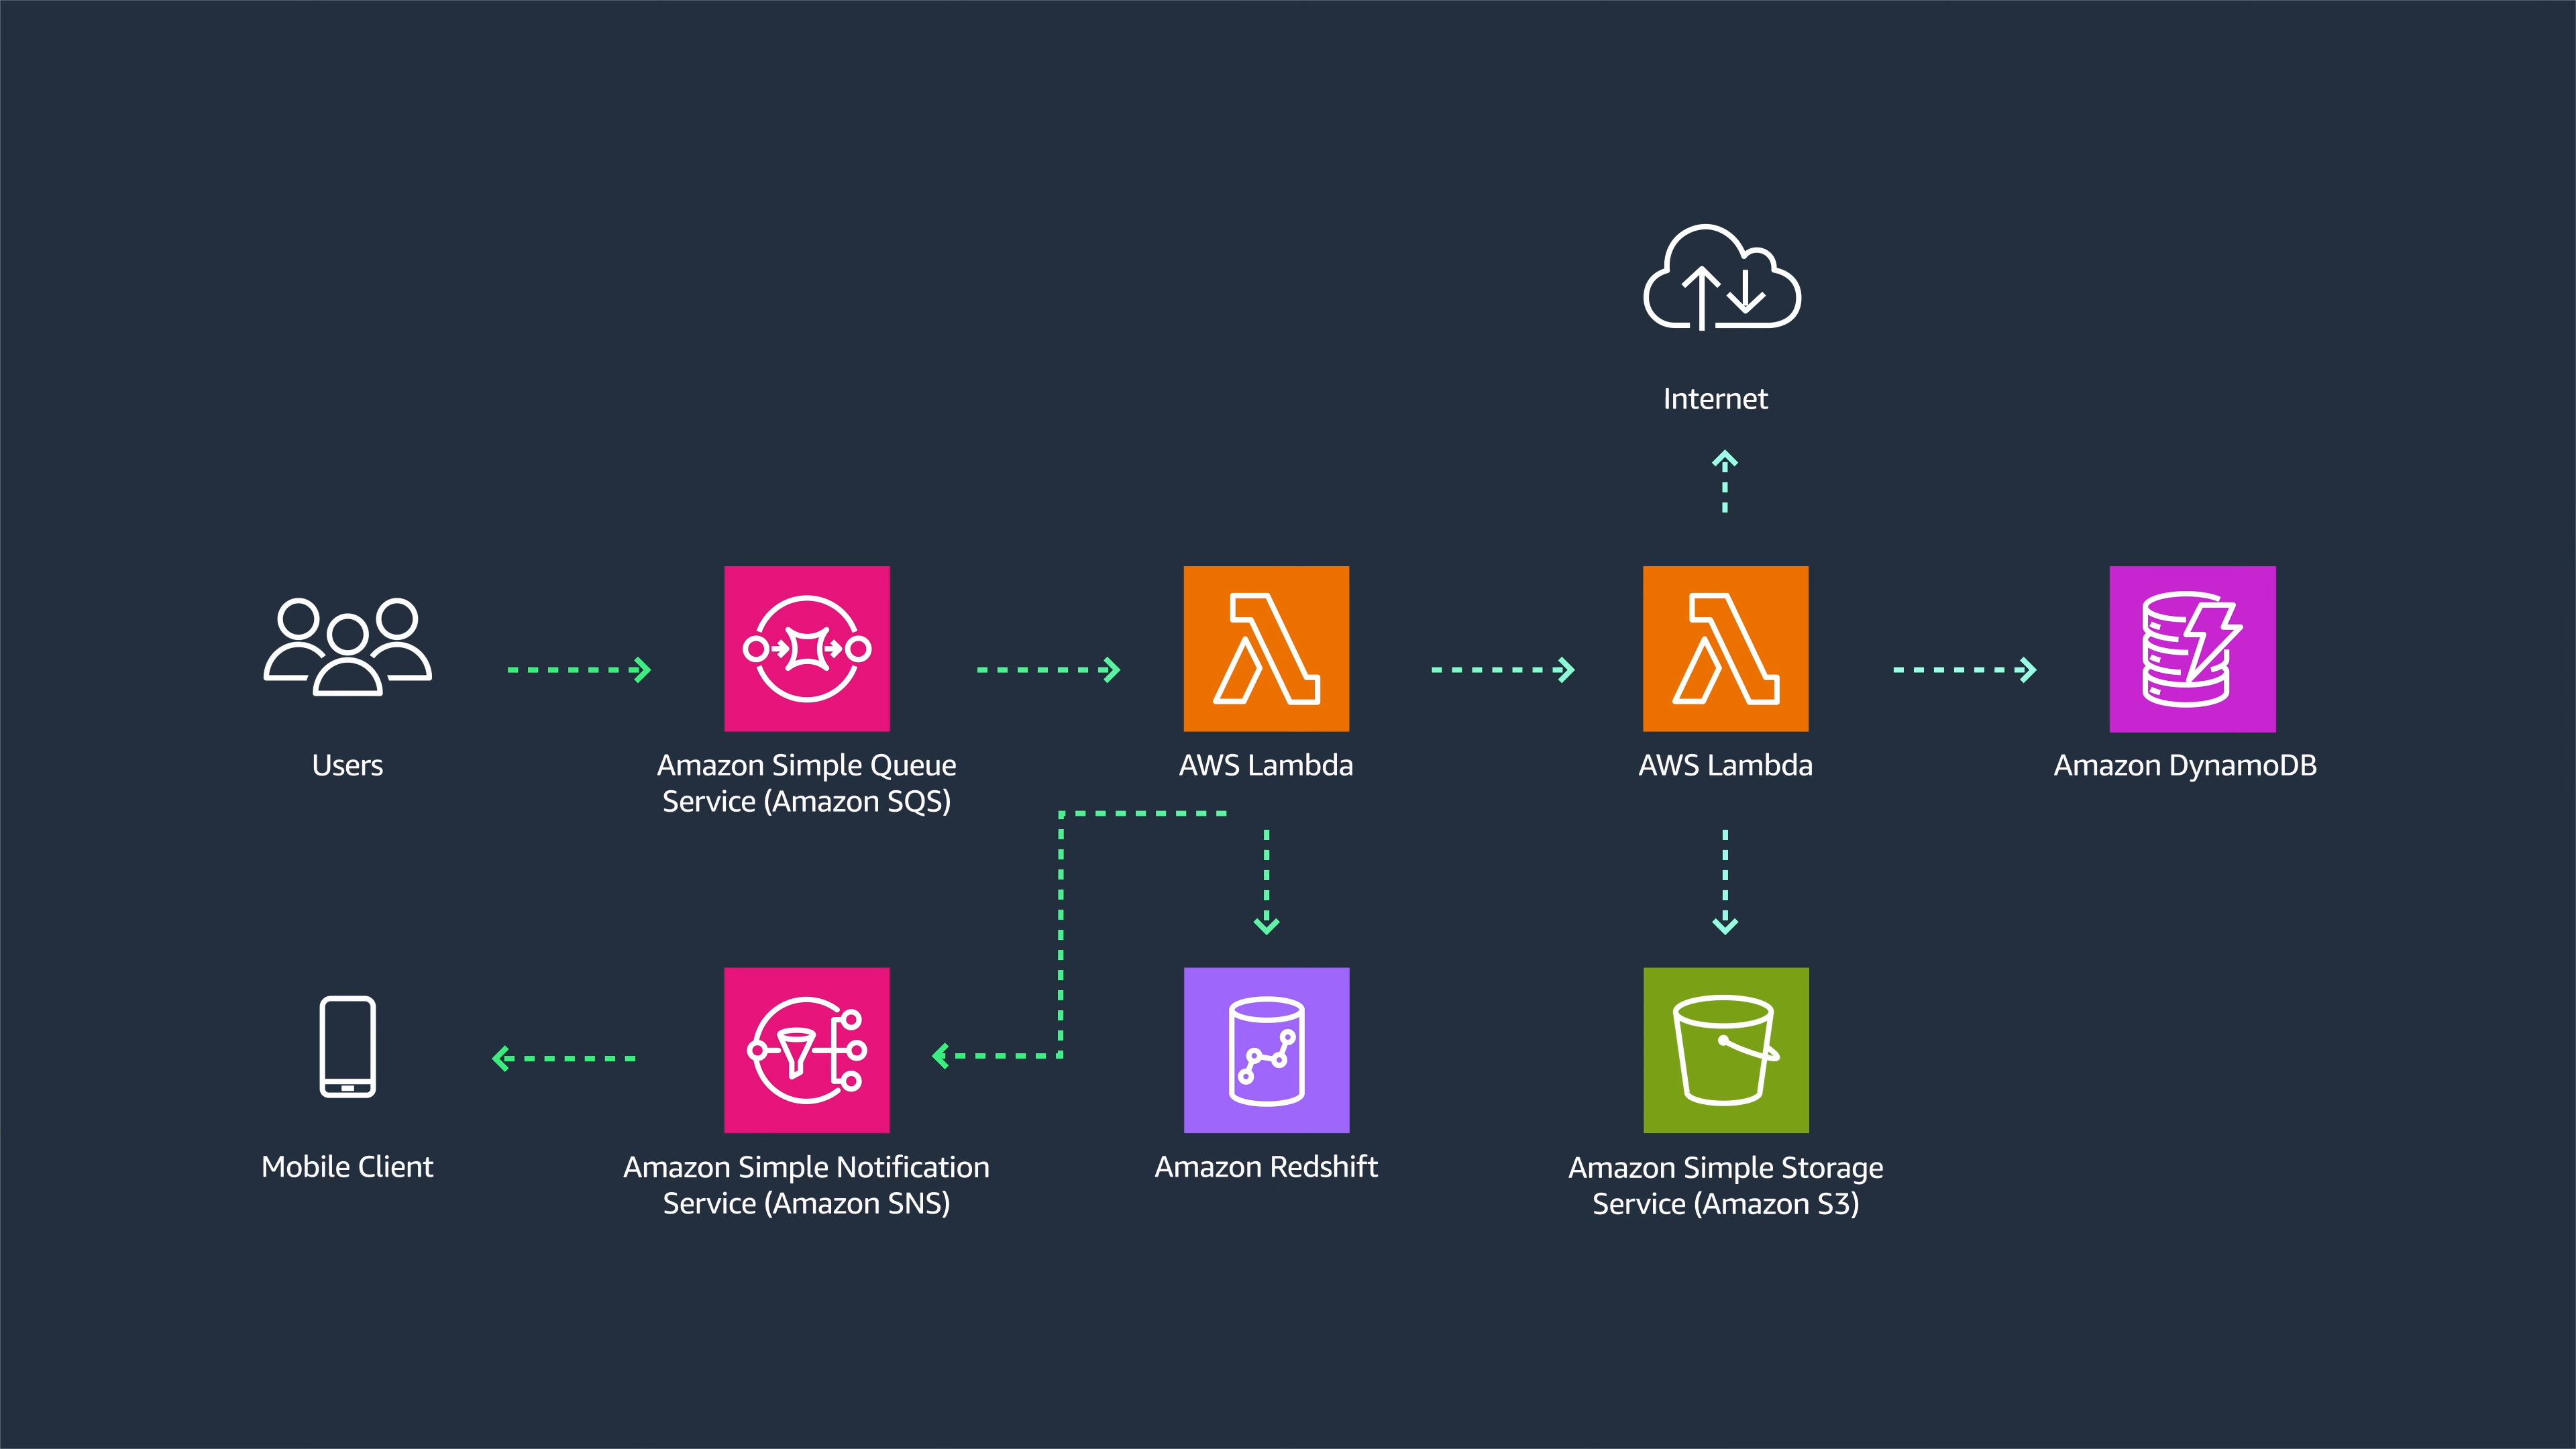 Internet
Users
Amazon Simple Queue
Service (Amazon SQS)
AWS Lambda
AWS Lambda
Amazon DynamoDB
Mobile Client
Amazon Simple Notification
Service (Amazon SNS)
Amazon Redshift
Amazon Simple Storage
Service (Amazon S3)